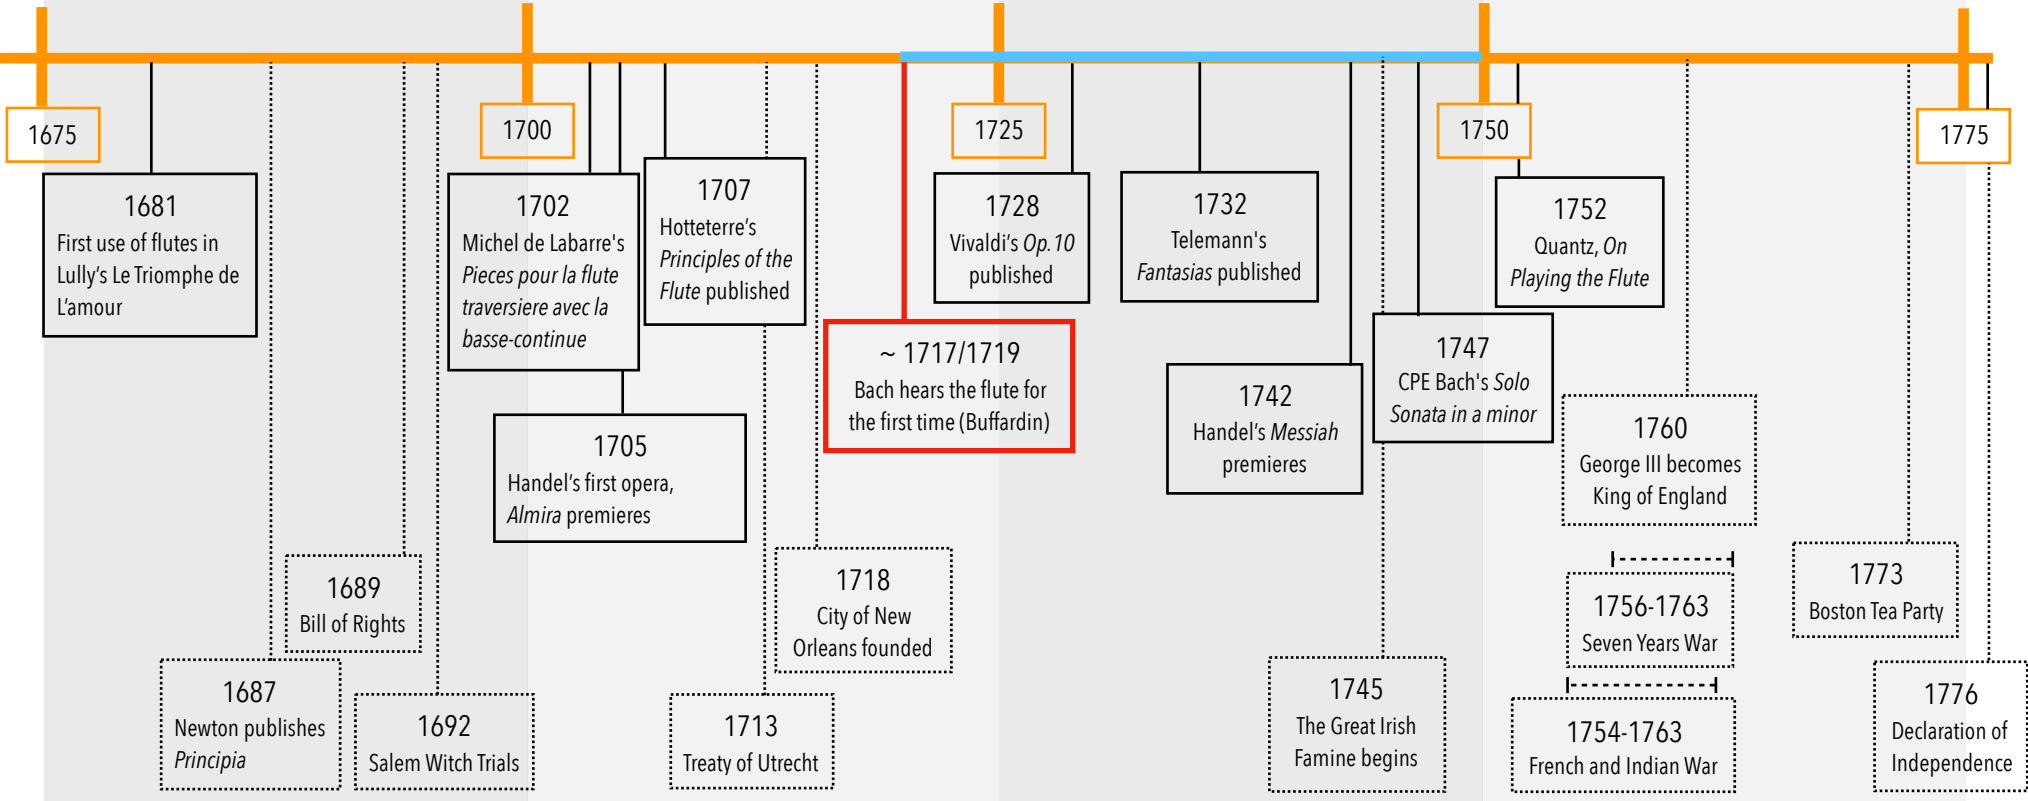 1675
1700
1725
1750
1775
1681
First use of flutes in
Lully's Le Triomphe de
L'amour
1702
Michel de Labarre's
Pieces pour la flute
traversiere avec la
basse-continue
1707
Hotteterre's
Principles of the
Flute published
1728
Vivaldi's Op.10
published
1732
Telemann's
Fantasias published
1752
Quantz, On
Playing the Flute
~ 1717/1719
Bach hears the flute for
the first time (Buffardin)
1747
CPE Bach's Solo
Sonata in a minor
1742
Handel's Messiah
premieres
1705
Handel's first opera,
Almira premieres
1760
George III becomes
King of England
1689
Bill of Rights
1718
City of New
Orleans founded
1756-1763
Seven Years War
1773
Boston Tea Party
1687
Newton publishes
Principia
1692
Salem Witch Trials
1713
Treaty of Utrecht
1745
The Great Irish
Famine begins
1754-1763
French and Indian War
1776
Declaration of
Independence